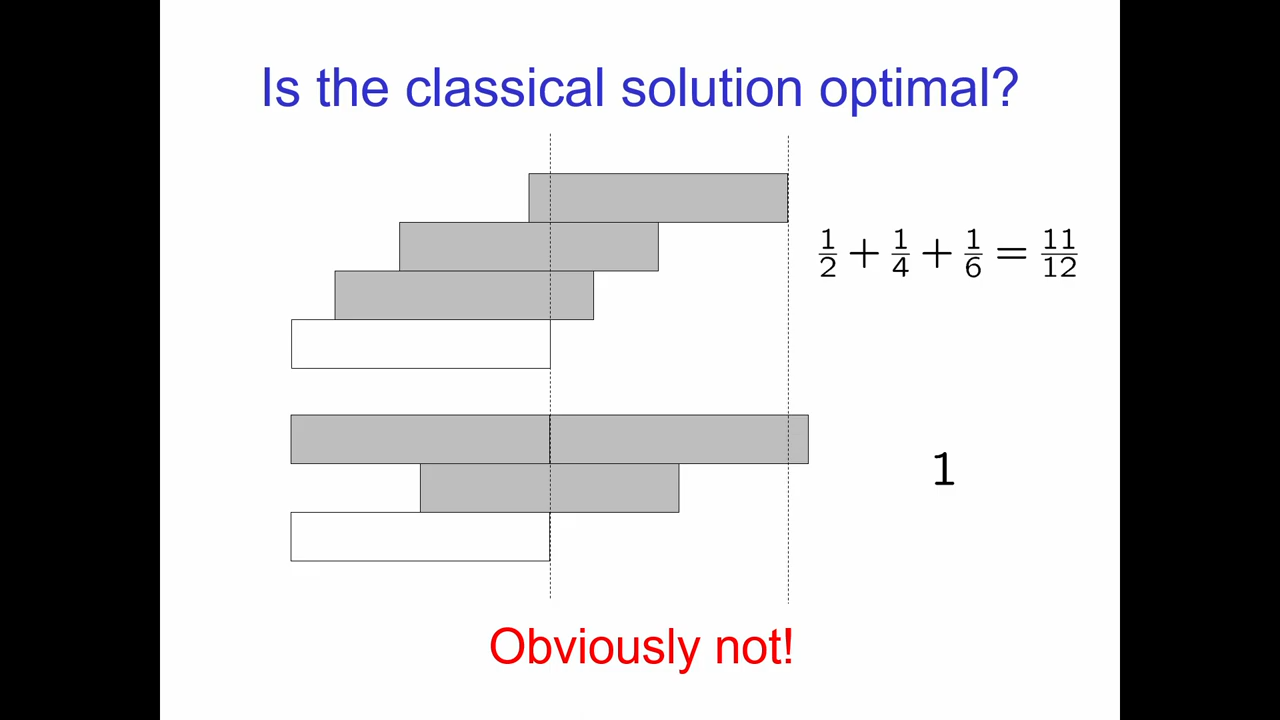 Is the classical solution optimal?
1/2 + 1/4 + 1/6 = 11/12
1
Obviously not!